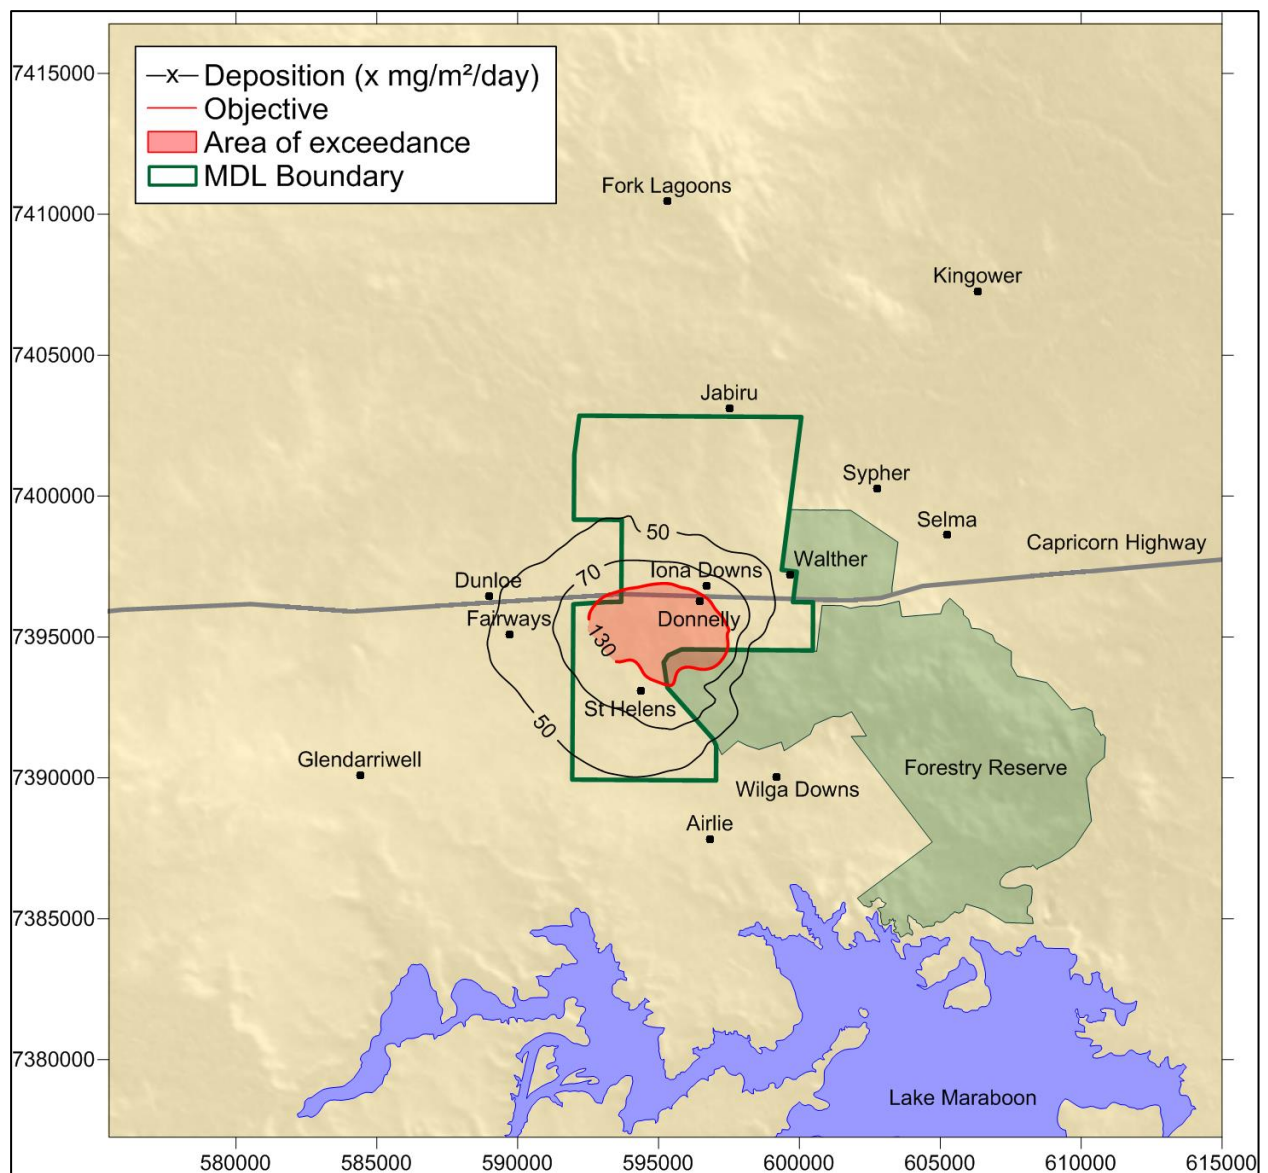 7415000
—x— Deposition (x mg/m²/day)
Objective
Area of exceedance
MDL Boundary
Fork Lagoons
7410000
Kingower
7405000
Jabiru
Sypher
7400000
Selma
50
Capricorn Highway
Walther
70
Iona Downs
Dunloe
Fairways
Donnelly
7395000
130
St Helens
50
Glendarriwell
Forestry Reserve
7390000
Wilga Downs
Airlie
7385000
7380000
Lake Maraboon
580000 585000 590000 595000 600000 605000 610000 615000